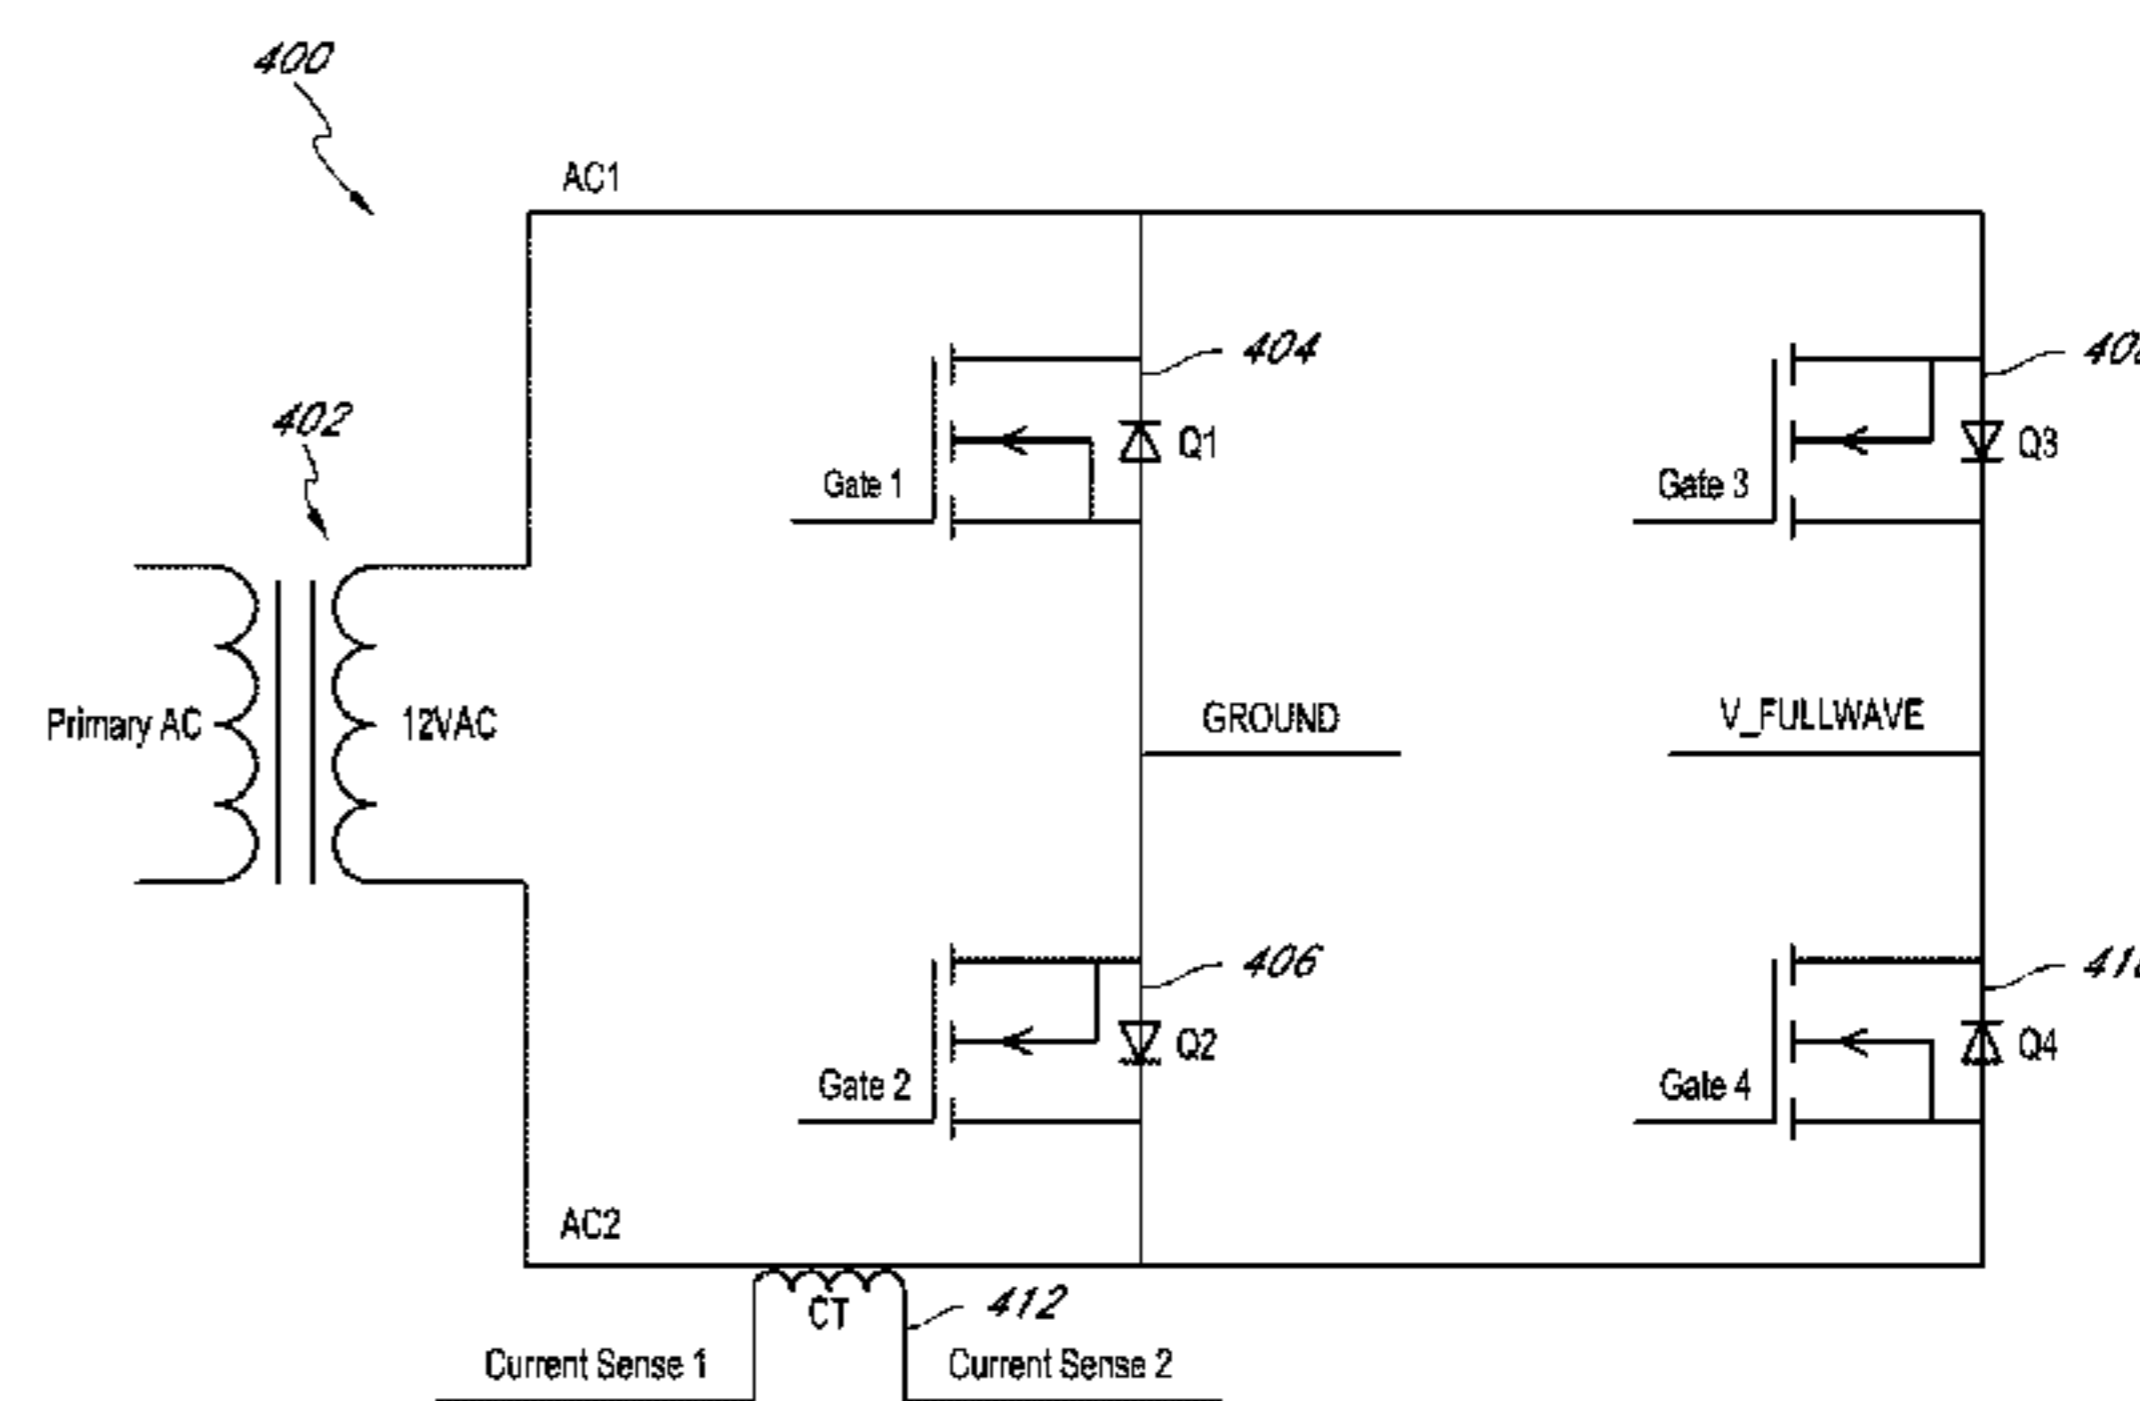 400
AC1
404
402
Q1
Q3
Gate 1
Gate 3
Primary AC
12VAC
GROUND
V_FULLWAVE
406
Q2
Q4
Gate 2
Gate 4
AC2
CT
412
Current Sense 1
Current Sense 2